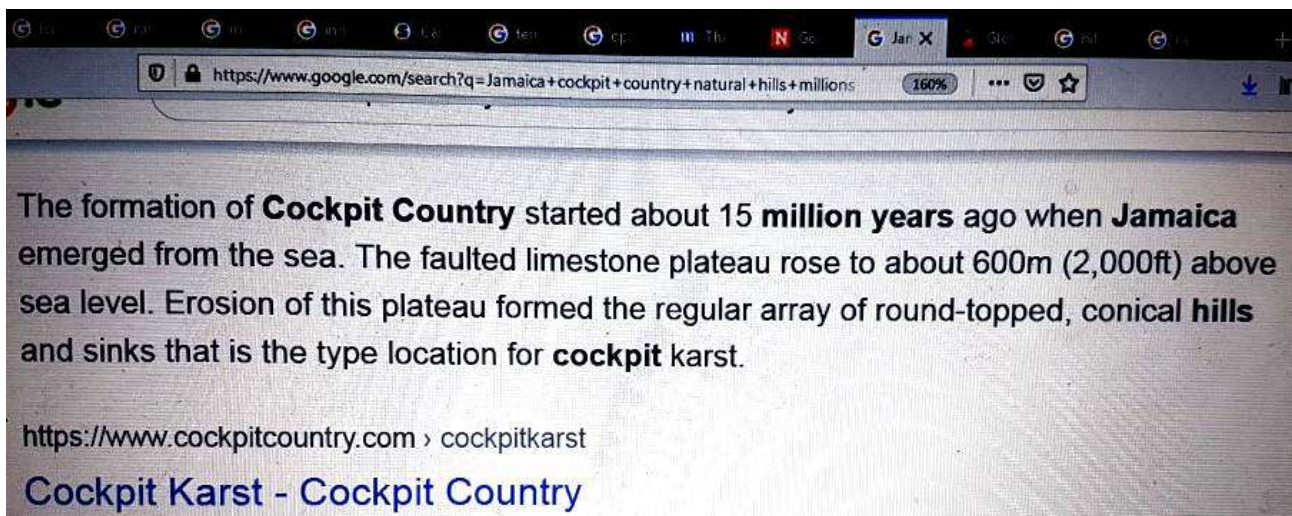 https://www.google.com/search?q=Jamaica+cockpit+country+natural+hills+millions 160%
The formation of Cockpit Country started about 15 million years ago when Jamaica
emerged from the sea. The faulted limestone plateau rose to about 600m (2,000ft) above
sea level. Erosion of this plateau formed the regular array of round-topped, conical hills
and sinks that is the type location for cockpit karst.
https://www.cockpitcountry.com › cockpitkarst
Cockpit Karst - Cockpit Country